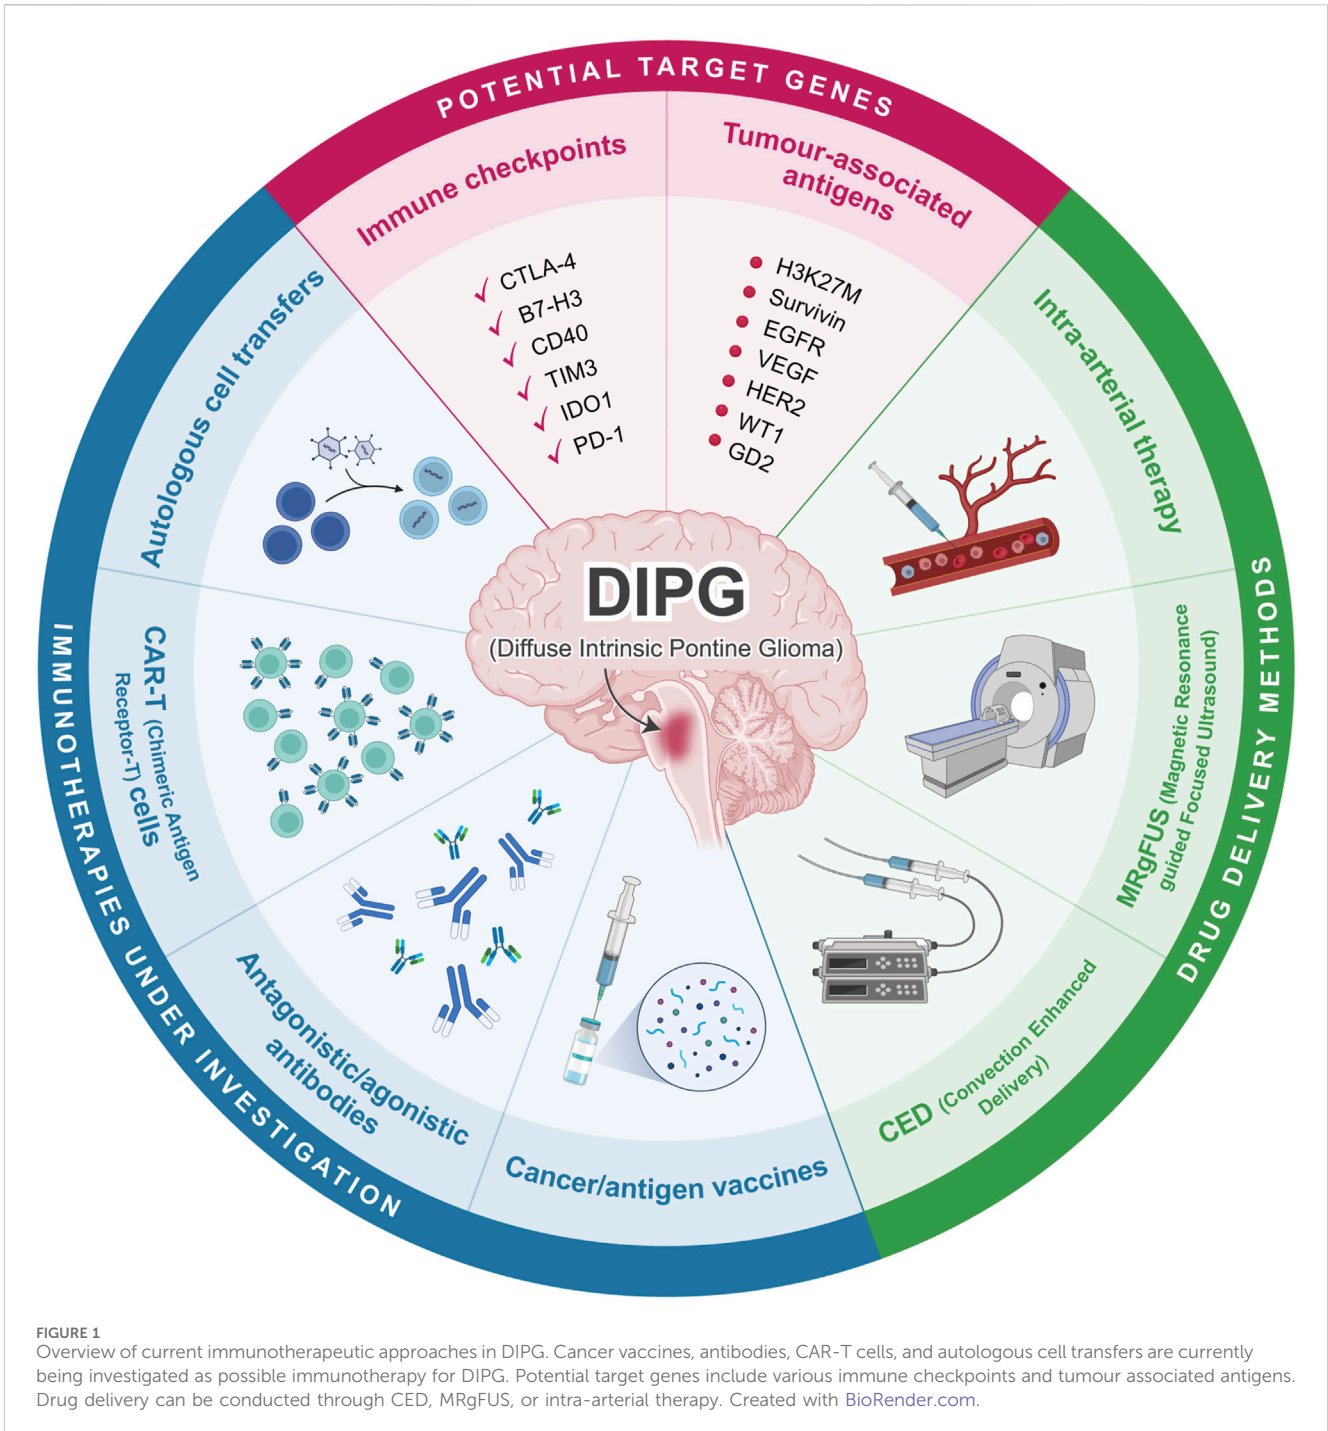 POTENTIAL TARGET GENES
Immune checkpoints
CTLA-4
B7-H3
CD40
TIM3
IDO1
PD-1
Tumour-associated
antigens
H3K27M
Survivin
EGFR
VEGF
HER2
WT1
GD2
DRUG DELIVERY METHODS
Intra-arterial therapy
MRgFUS (Magnetic Resonance
guided Focused Ultrasound)
CED (Convection Enhanced
Delivery)
IMMUNOTHERAPIES UNDER INVESTIGATION
Autologous cell transfers
CAR-T (Chimeric Antigen
Receptor-T) cells
Antagonistic/agonistic
antibodies
Cancer/antigen vaccines
DIPG
(Diffuse Intrinsic Pontine Glioma)
FIGURE 1
Overview of current immunotherapeutic approaches in DIPG. Cancer vaccines, antibodies, CAR-T cells, and autologous cell transfers are currently
being investigated as possible immunotherapy for DIPG. Potential target genes include various immune checkpoints and tumour associated antigens.
Drug delivery can be conducted through CED, MRgFUS, or intra-arterial therapy. Created with BioRender.com.